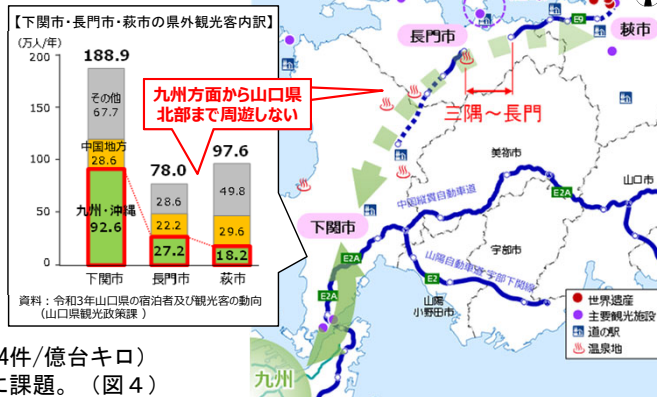 【下関市・長門市・萩市の県外観光客内訳】
(万人/年)
200
150
100
50
0
188.9
その他
67.7
中国地方
28.6
九州・沖縄
92.6
下関市
78.0
28.6
22.2
27.2
長門市
97.6
49.8
29.6
18.2
萩市
資料：令和3年山口県の宿泊者及び観光客の動向
（山口県観光政策課 ）
九州方面から山口県
北部まで周遊しない
長門市
萩市
E9
三隅～長門
美祢市
山口市
中国縦貫自動車道
E2A
下関市
宇部市
山陽自動車道 宇部下関線
E2A
E2
E2A
山陽
小野田市
E2A
九州
世界遺産
主要観光施設
道の駅
温泉地
4件/億台キロ）
に課題。（図４）